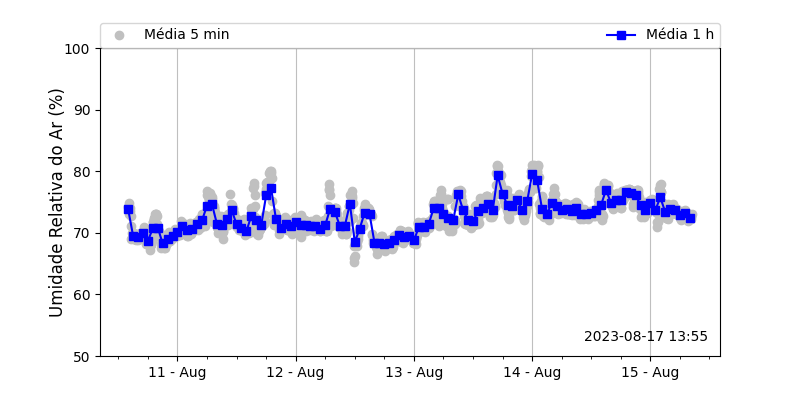 Média 5 min
Média 1 h
Umidade Relativa do Ar (%)
100
90
80
70
60
50
2023-08-17 13:55
11 - Aug
12 - Aug
13 - Aug
14 - Aug
15 - Aug